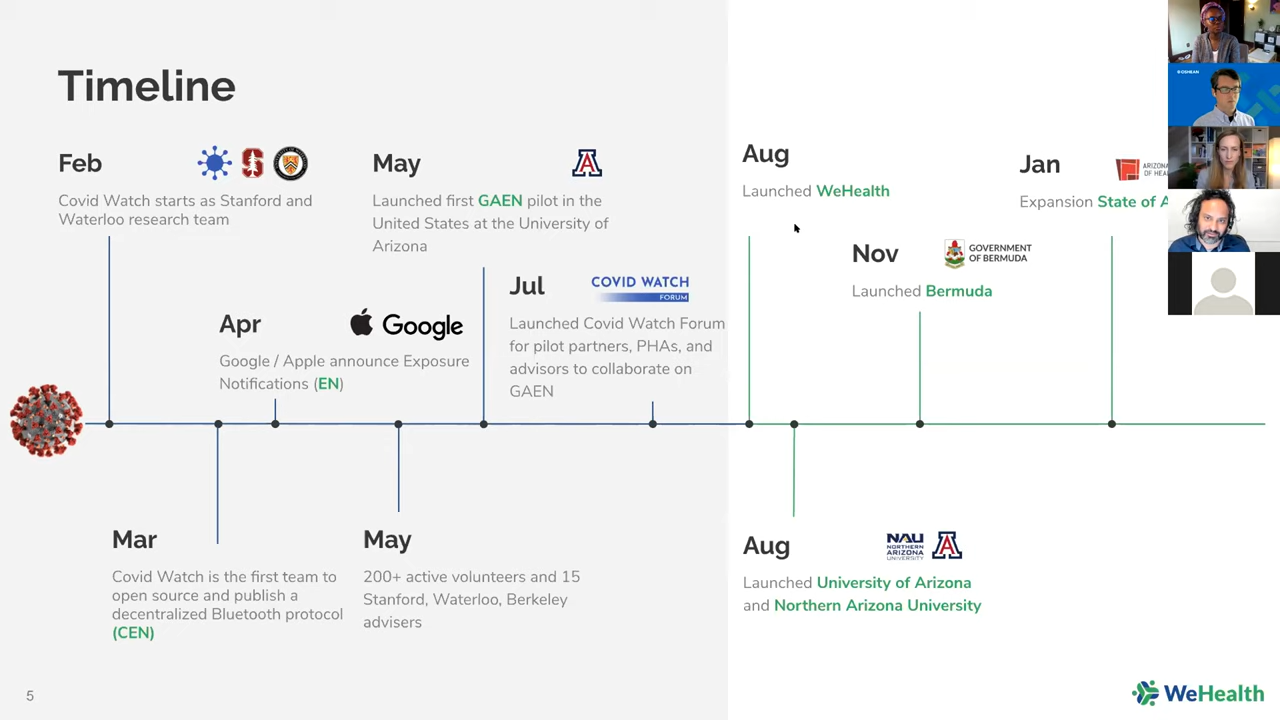 Timeline
Feb
Covid Watch starts as Stanford and
Waterloo research team
May
Launched first GAEN pilot in the
United States at the University of
Arizona
Aug
Launched WeHealth
Jan
ARIZONA
OF HEA
Expansion State of A
Apr
Google
Google / Apple announce Exposure
Notifications (EN)
Jul
COVID WATCH
FORUM
Launched Covid Watch Forum
for pilot partners, PHAs, and
advisors to collaborate on
GAEN
Nov
GOVERNMENT
OF BERMUDA
Launched Bermuda
Mar
Covid Watch is the first team to
open source and publish a
decentralized Bluetooth protocol
(CEN)
May
200+ active volunteers and 15
Stanford, Waterloo, Berkeley
advisers
Aug
NAU
NORTHERN
ARIZONA
UNIVERSITY
A
Launched University of Arizona
and Northern Arizona University
5
WeHealth